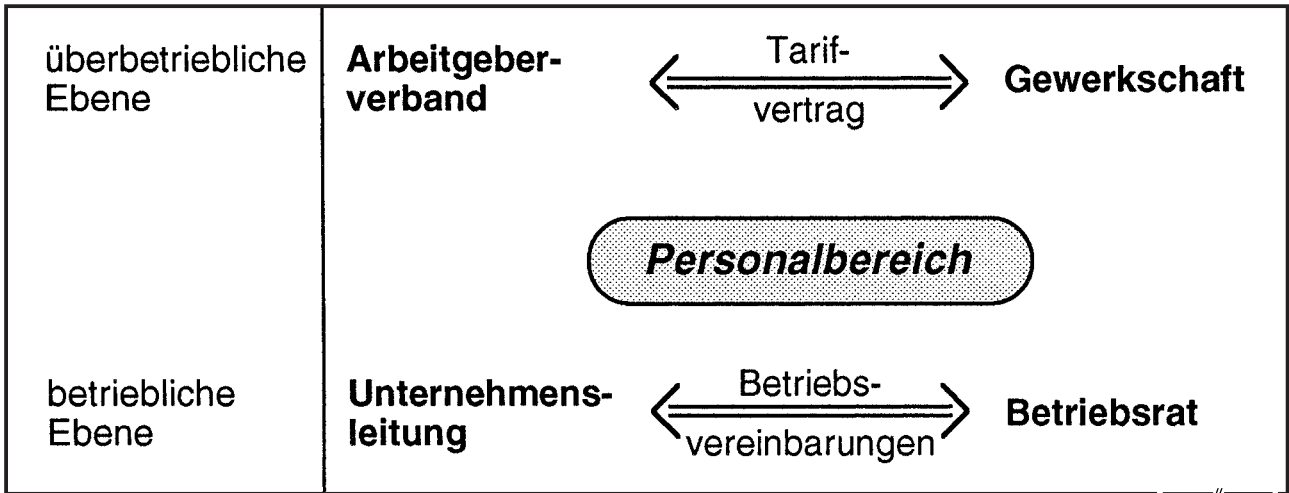 überbetriebliche
Ebene
Arbeitgeber-
verband
Tarif-
vertrag
Gewerkschaft
Personalbereich
betriebliche
Ebene
Unternehmens-
leitung
Betriebs-
vereinbarungen
Betriebsrat